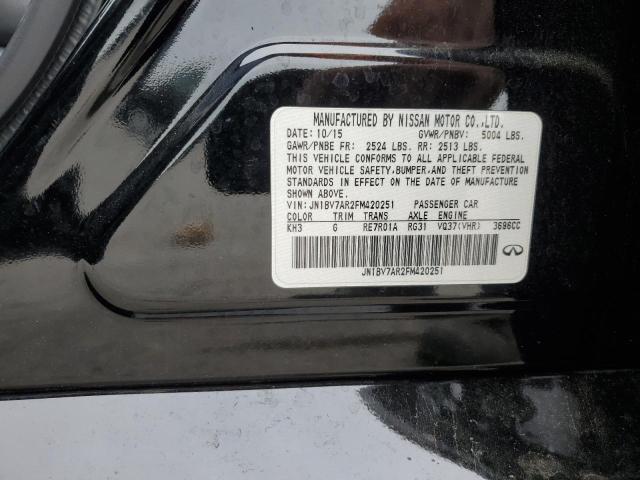 MANUFACTURED BY NISSAN MOTOR CO.,LTD.
DATE: 10/15 GVWR/PNBV: 5004 LBS.
GAWR/PNBE FR: 2524 LBS. RR: 2513 LBS.
THIS VEHICLE CONFORMS TO ALL APPLICABLE FEDERAL
MOTOR VEHICLE SAFETY,BUMPER,AND THEFT PREVENTION
STANDARDS IN EFFECT ON THE DATE OF MANUFACTURE
SHOWN ABOVE.
VIN: JN1BV7AR2FM420251 PASSENGER CAR
COLOR TRIM TRANS AXLE ENGINE
KH3 G RE7R01A RG31 VQ37(VHR) 3696CC
JN1BV7AR2FM420251